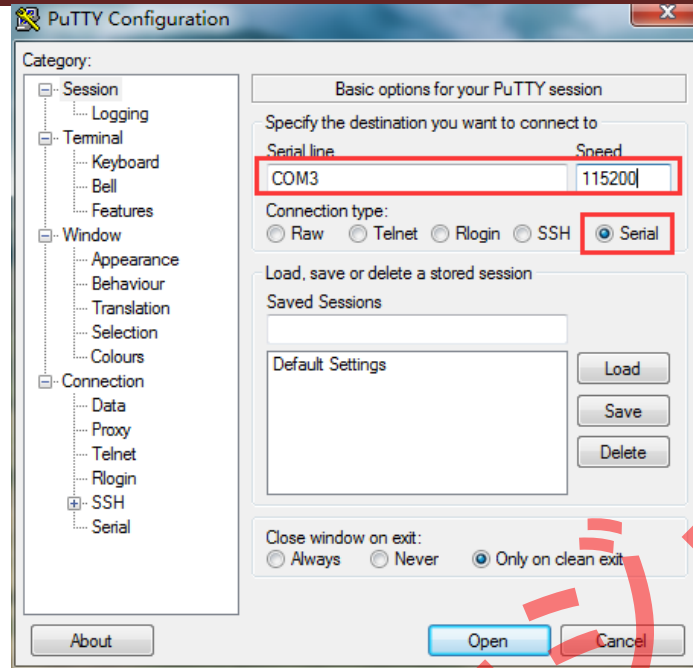 PuTTY Configuration
Category:
Session
Logging
Terminal
Keyboard
Bell
Features
Window
Appearance
Behaviour
Translation
Selection
Colours
Connection
Data
Proxy
Telnet
Rlogin
SSH
Serial
Basic options for your PuTTY session
Specify the destination you want to connect to
Serial line Speed
COM3 115200
Connection type:
Raw Telnet Rlogin SSH Serial
Load, save or delete a stored session
Saved Sessions
Default Settings
Load
Save
Delete
Close window on exit:
Always Never Only on clean exit
About Open Cancel